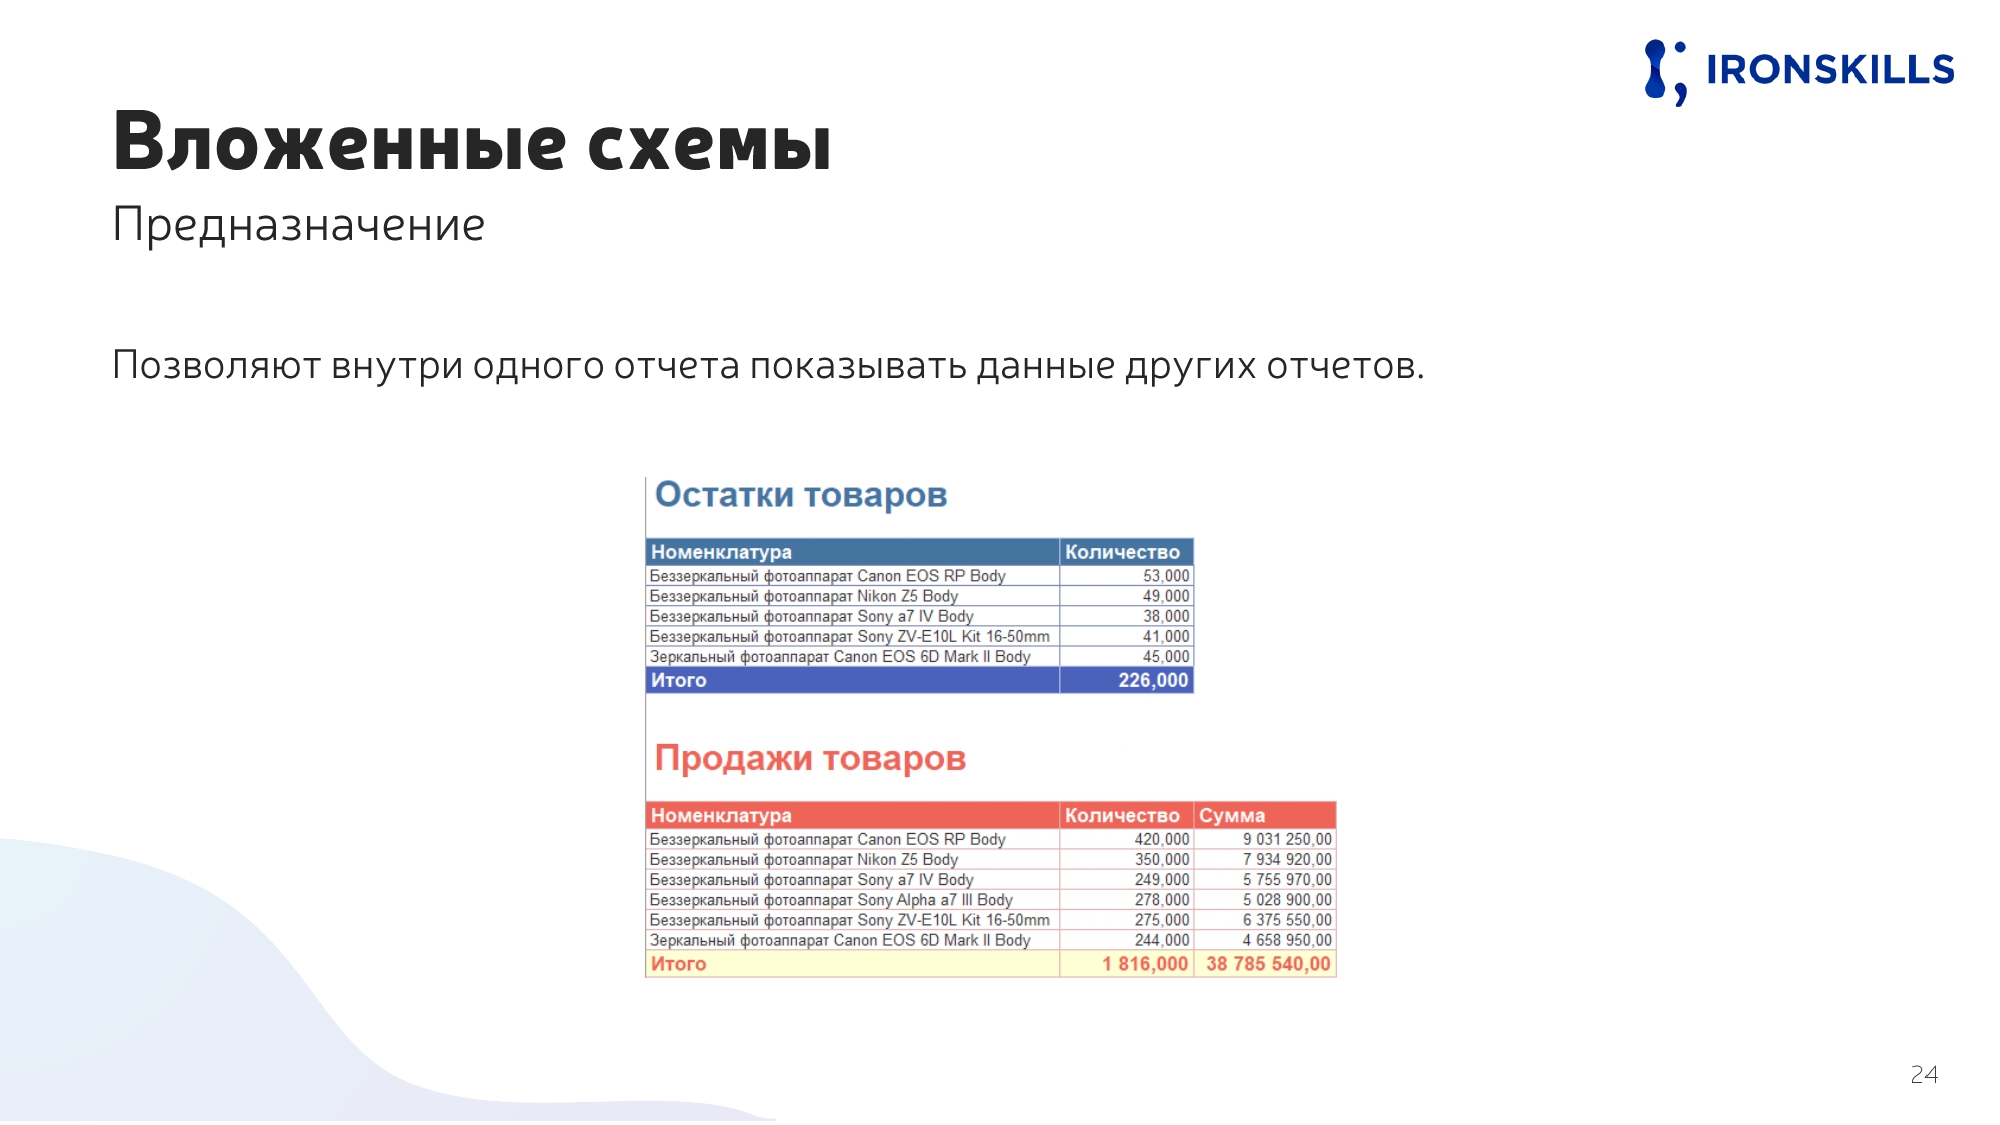 IRONSKILLS
Вложенные схемы
Предназначение
Позволяют внутри одного отчета показывать данные других отчетов.
Остатки товаров
Номенклатура Количество
Беззеркальный фотоаппарат Canon EOS RP Body 53,000
Беззеркальный фотоаппарат Nikon Z5 Body 49,000
Беззеркальный фотоаппарат Sony a7 IV Body 38,000
Беззеркальный фотоаппарат Sony ZV-E10L Kit 16-50mm 41,000
Зеркальный фотоаппарат Canon EOS 6D Mark II Body 45,000
Итого 226,000
Продажи товаров
Номенклатура Количество Сумма
Беззеркальный фотоаппарат Canon EOS RP Body 420,000 9 031 250,00
Беззеркальный фотоаппарат Nikon Z5 Body 350,000 7 934 920,00
Беззеркальный фотоаппарат Sony a7 IV Body 249,000 5 755 970,00
Беззеркальный фотоаппарат Sony Alpha a7 III Body 278,000 5 028 900,00
Беззеркальный фотоаппарат Sony ZV-E10L Kit 16-50mm 275,000 6 375 550,00
Зеркальный фотоаппарат Canon EOS 6D Mark II Body 244,000 4 658 950,00
Итого 1 816,000 38 785 540,00
24